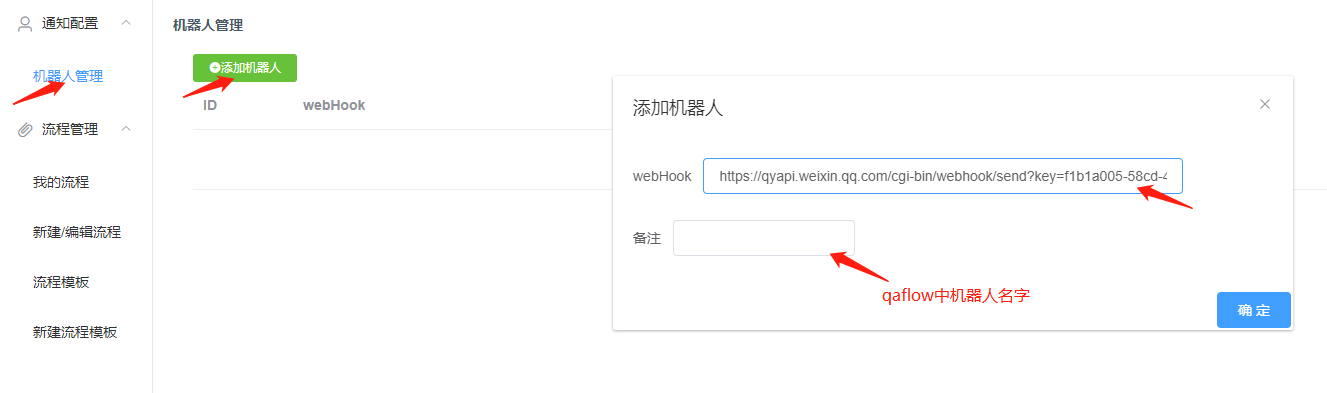 通知配置
机器人管理
流程管理
我的流程
新建/编辑流程
流程模板
新建流程模板
机器人管理
添加机器人
ID webHook
添加机器人
webHook https://qyapi.weixin.qq.com/cgi-bin/webhook/send?key=f1b1a005-58cd-4
备注
qaflow中机器人名字
确 定